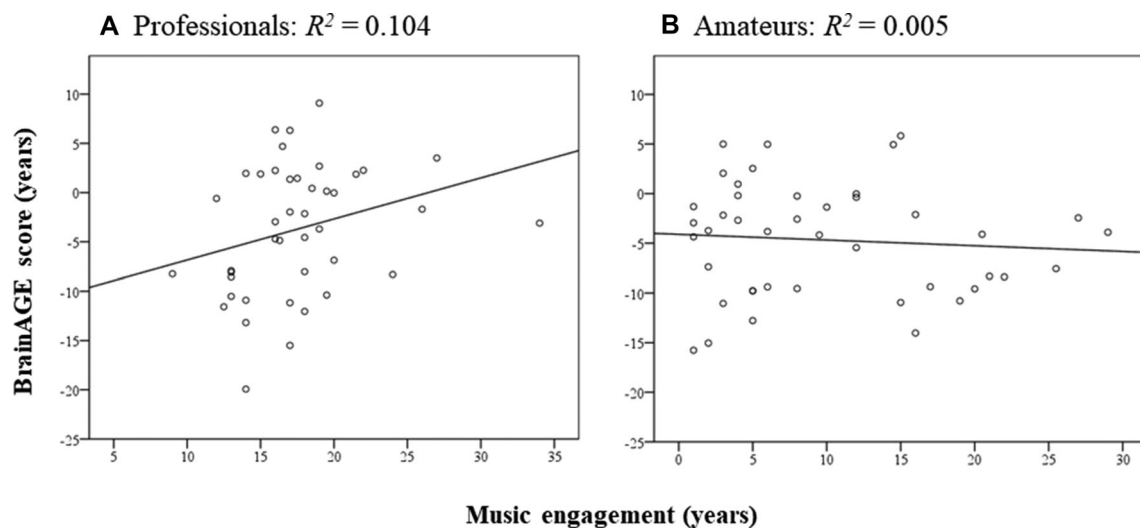 A Professionals: R² = 0.104
B Amateurs: R² = 0.005
BrainAGE score (years)
10
5
0
-5
-10
-15
-20
-25
5 10 15 20 25 30 35
10
5
0
-5
-10
-15
-20
-25
0 5 10 15 20 25 30
Music engagement (years)